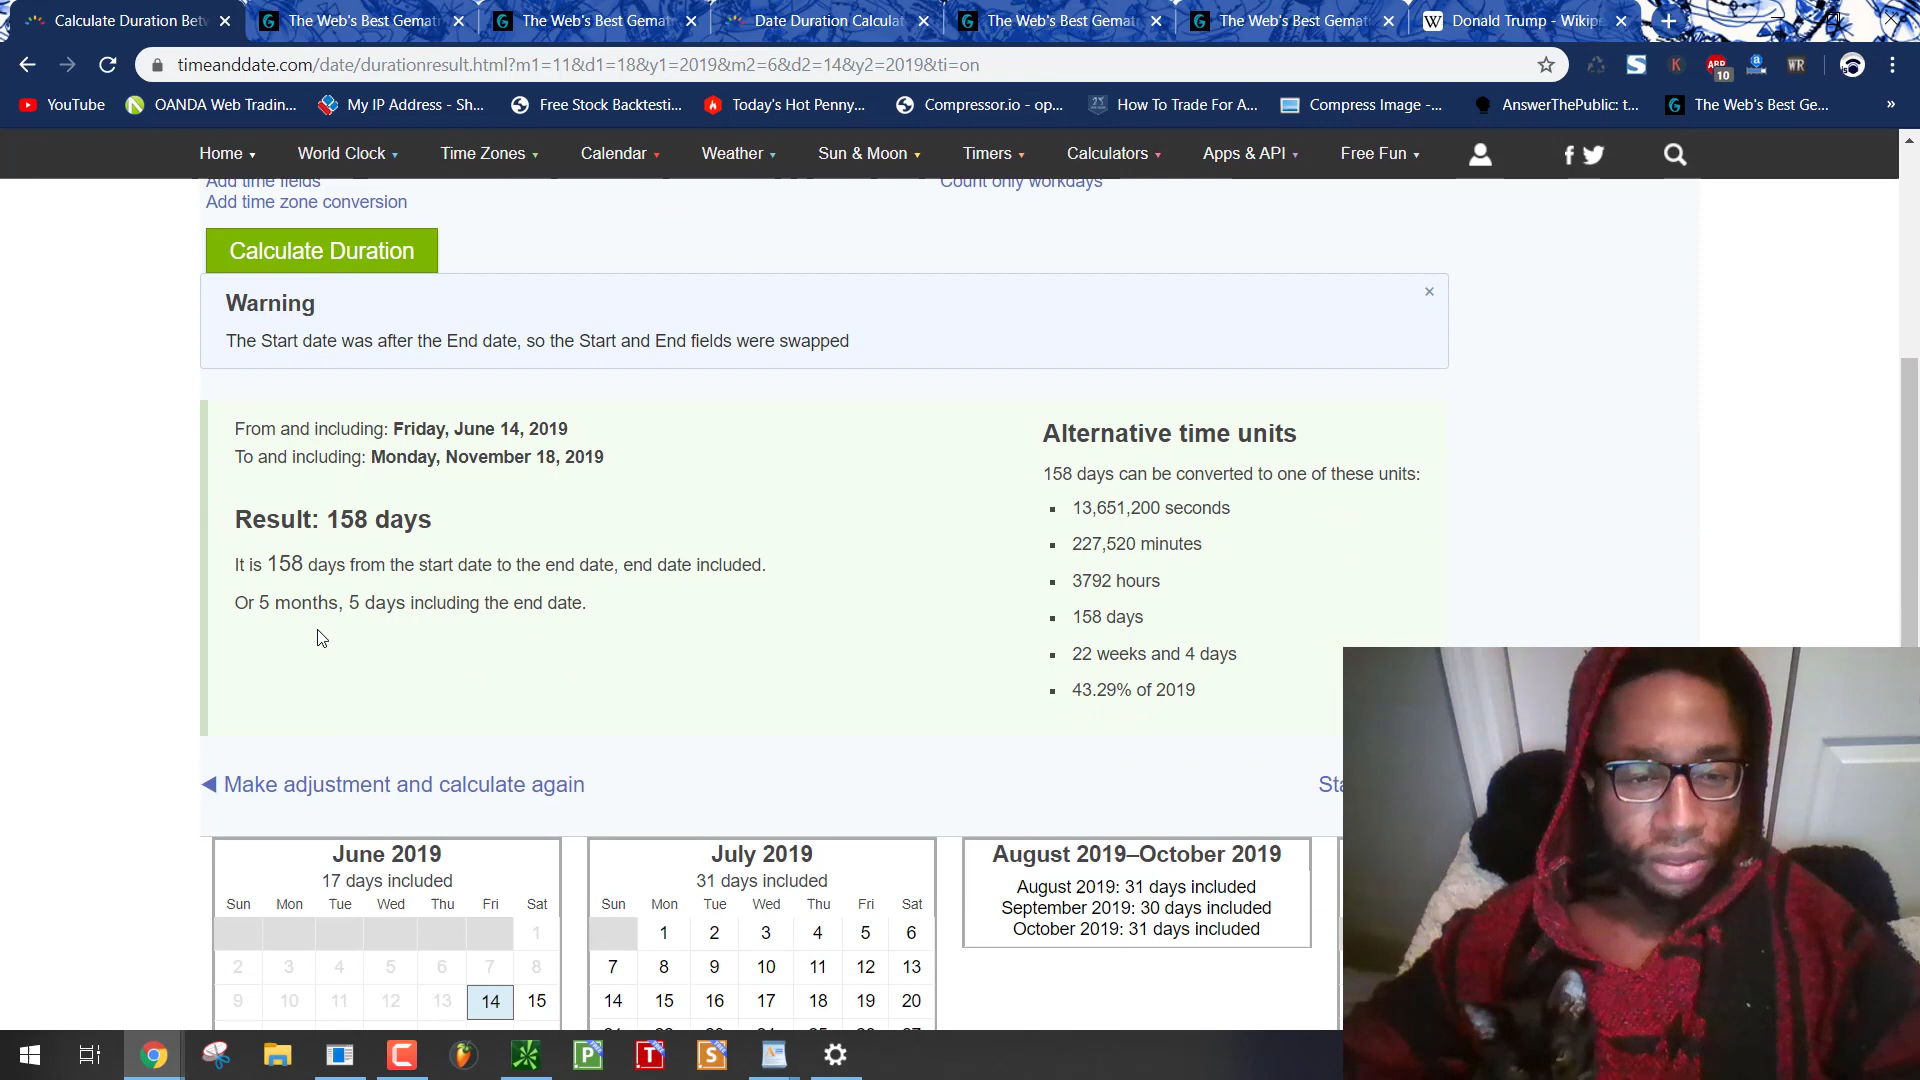 Calculate Duration Betw
The Web's Best Gemat
The Web's Best Gemat
Date Duration Calculat
The Web's Best Gemat
The Web's Best Gemat
Donald Trump - Wikipe
timeanddate.com/date/durationresult.html?m1=11&d1=18&y1=2019&m2=6&d2=14&y2=2019&ti=on
ABP
10
K
WR
YouTube
OANDA Web Tradin...
My IP Address - Sh...
Free Stock Backtesti...
Today's Hot Penny...
Compressor.io - op...
How To Trade For A...
Compress Image -...
AnswerThePublic: t...
The Web's Best Ge...
»
Home
World Clock
Time Zones
Calendar
Weather
Sun & Moon
Timers
Calculators
Apps & API
Free Fun
Add time fields
Count only workdays
Add time zone conversion
Calculate Duration
Warning
The Start date was after the End date, so the Start and End fields were swapped
From and including: Friday, June 14, 2019
To and including: Monday, November 18, 2019
Result: 158 days
It is 158 days from the start date to the end date, end date included.
Or 5 months, 5 days including the end date.
Alternative time units
158 days can be converted to one of these units:
13,651,200 seconds
227,520 minutes
3792 hours
158 days
22 weeks and 4 days
43.29% of 2019
Make adjustment and calculate again
June 2019
17 days included
Sun Mon Tue Wed Thu Fri Sat
1
2 3 4 5 6 7 8
9 10 11 12 13 14 15
July 2019
31 days included
Sun Mon Tue Wed Thu Fri Sat
1 2 3 4 5 6
7 8 9 10 11 12 13
14 15 16 17 18 19 20
August 2019–October 2019
August 2019: 31 days included
September 2019: 30 days included
October 2019: 31 days included